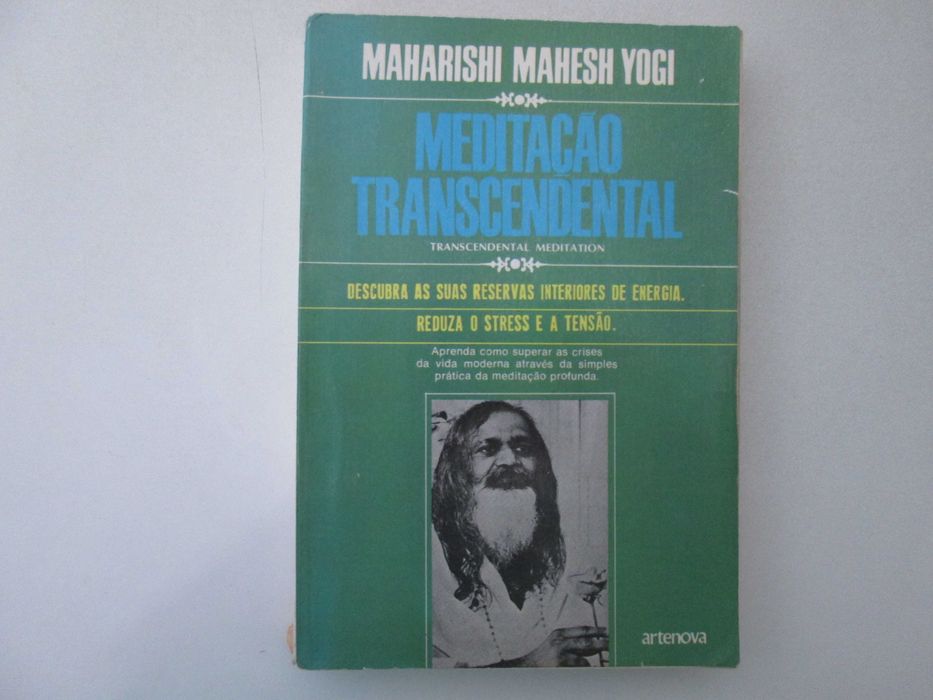 MAHARISHI MAHESH YOGI
MEDITAÇÃO
TRANSCENDENTAL
TRANSCENDENTAL MEDITATION
DESCUBRA AS SUAS RESERVAS INTERIORES DE ENERGIA.
REDUZA O STRESS E A TENSÃO.
Aprenda como superar as crises
da vida moderna através da simples
prática da meditação profunda.
artenova